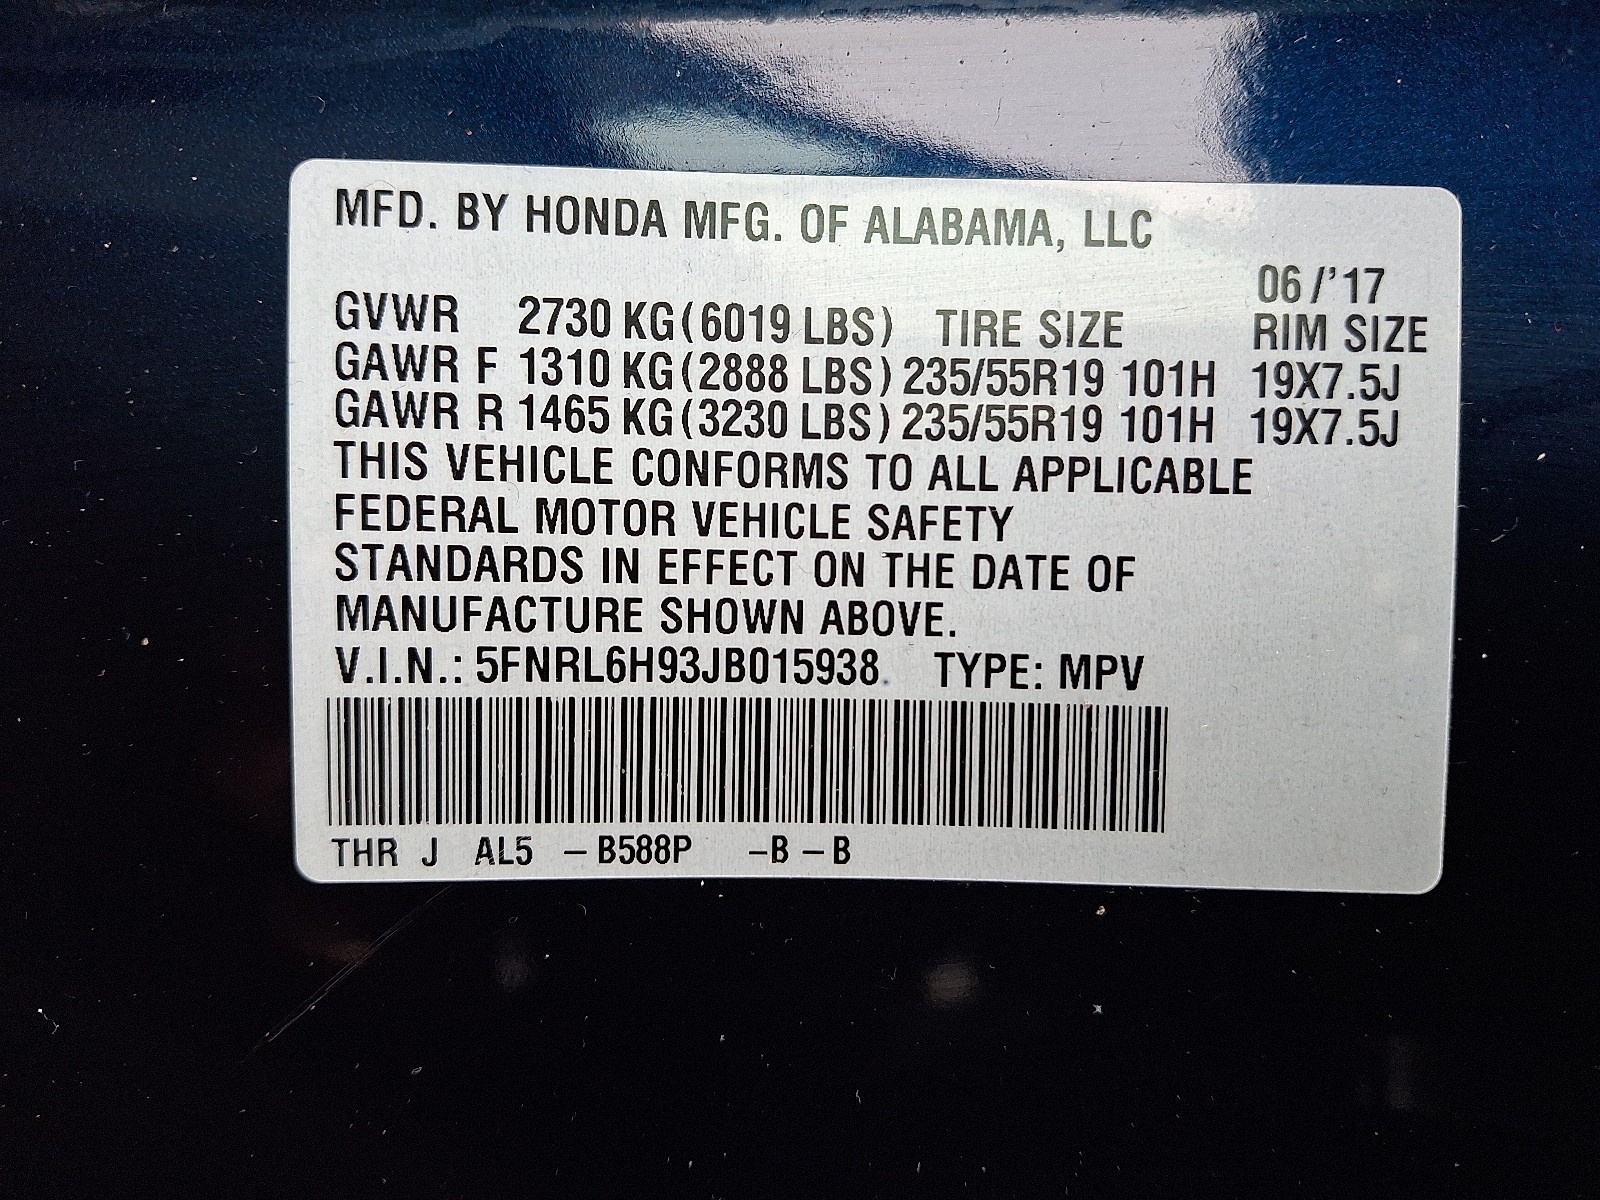 MFD. BY HONDA MFG. OF ALABAMA, LLC
06 /'17
GVWR 2730 KG (6019 LBS) TIRE SIZE RIM SIZE
GAWR F 1310 KG (2888 LBS) 235/55R19 101H 19X7.5J
GAWR R 1465 KG (3230 LBS) 235/55R19 101H 19X7.5J
THIS VEHICLE CONFORMS TO ALL APPLICABLE
FEDERAL MOTOR VEHICLE SAFETY
STANDARDS IN EFFECT ON THE DATE OF
MANUFACTURE SHOWN ABOVE.
V.I.N.: 5FNRL6H93JB015938 TYPE: MPV
THR J AL5 – B588P –B – B